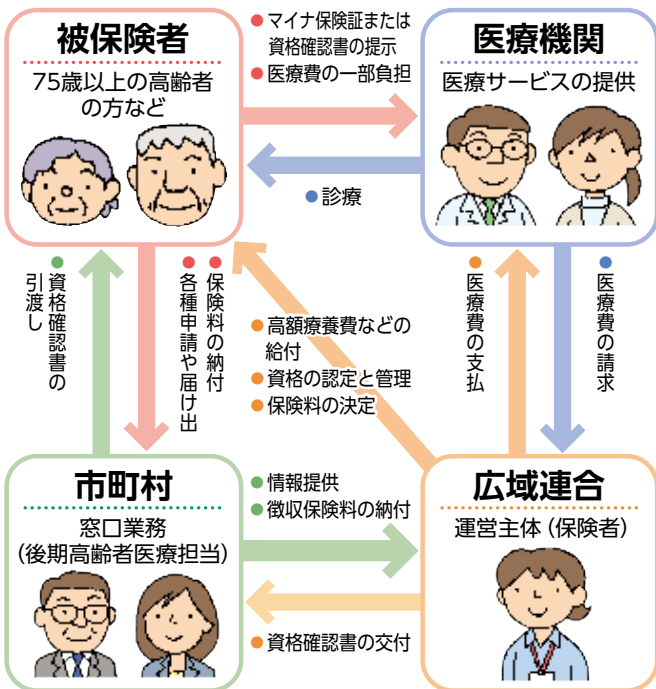 被保険者
75歳以上の高齢者
の方など
● マイナ保険証または
資格確認書の提示
● 医療費の一部負担
医療機関
医療サービスの提供
● 診療
● 資格確認書の
引渡し
● 保険料の納付
● 各種申請や届け出
● 高額療養費などの
給付
● 資格の認定と管理
● 保険料の決定
● 医療費の支払
● 医療費の請求
市町村
窓口業務
(後期高齢者医療担当)
● 情報提供
● 徴収保険料の納付
● 資格確認書の交付
広域連合
運営主体(保険者)